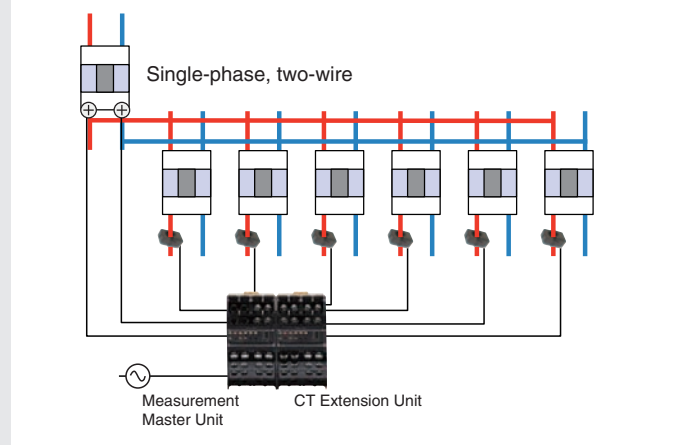 Single-phase, two-wire
Measurement
Master Unit
CT Extension Unit